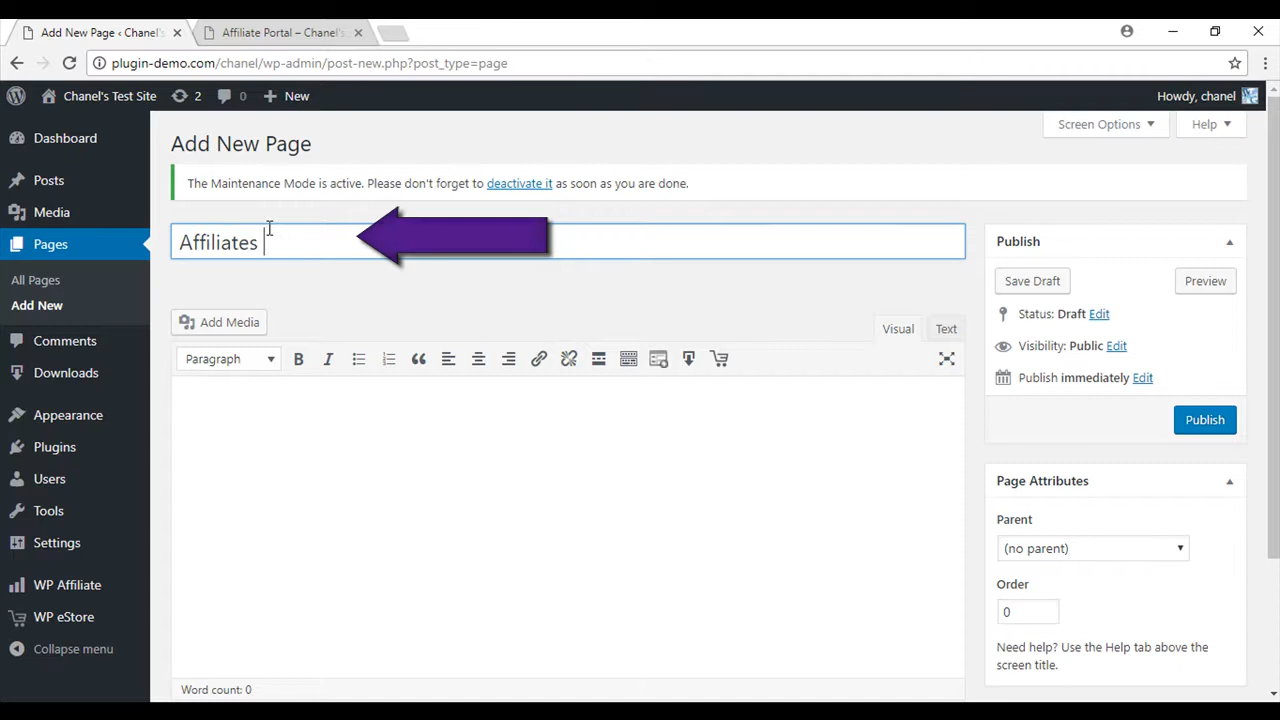 Add New Page ‹ Chanel's
Affiliate Portal – Chanel's
plugin-demo.com/chanel/wp-admin/post-new.php?post_type=page
Chanel's Test Site
2
0
New
Howdy, chanel
Dashboard
Posts
Media
Pages
All Pages
Add New
Comments
Downloads
Appearance
Plugins
Users
Tools
Settings
WP Affiliate
WP eStore
Collapse menu
Screen Options
Help
Add New Page
The Maintenance Mode is active. Please don't forget to deactivate it as soon as you are done.
Affiliates
Add Media
Visual
Text
Paragraph
B
I
Word count: 0
Publish
Save Draft
Preview
Status: Draft Edit
Visibility: Public Edit
Publish immediately Edit
Publish
Page Attributes
Parent
(no parent)
Order
0
Need help? Use the Help tab above the
screen title.